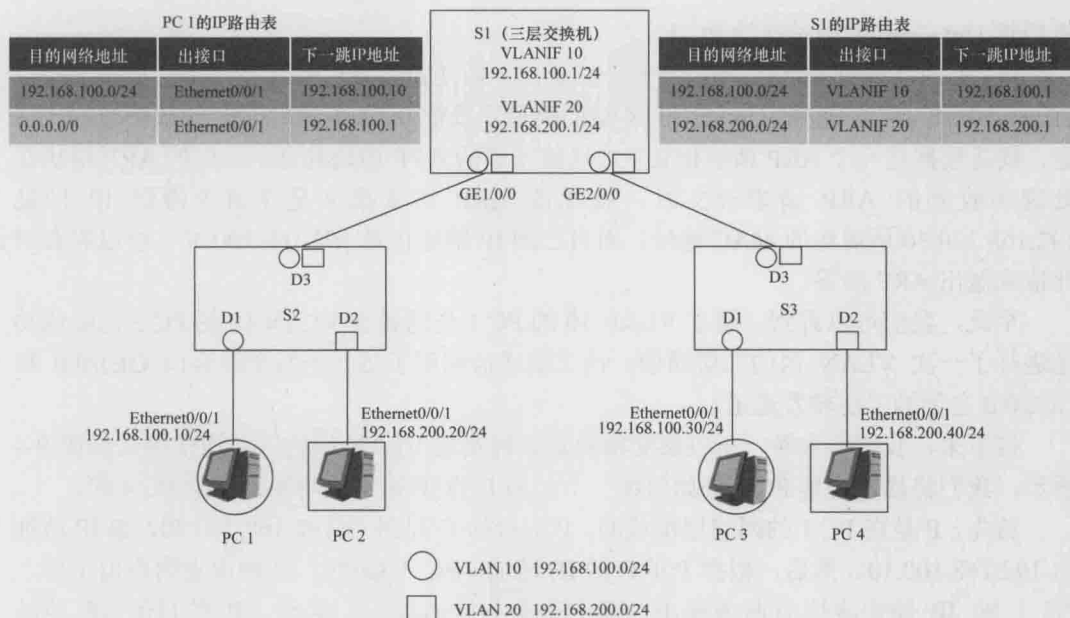 PC 1的IP路由表
目的网络地址 出接口 下一跳IP地址
192.168.100.0/24 Ethernet0/0/1 192.168.100.10
0.0.0.0/0 Ethernet0/0/1 192.168.100.1
S1（三层交换机）
VLANIF 10
192.168.100.1/24
VLANIF 20
192.168.200.1/24
S1的IP路由表
目的网络地址 出接口 下一跳IP地址
192.168.100.0/24 VLANIF 10 192.168.100.1
192.168.200.0/24 VLANIF 20 192.168.200.1
GE1/0/0 GE2/0/0
D3
S2
D1 D2
D3
S3
D1 D2
Ethernet0/0/1
192.168.100.10/24
Ethernet0/0/1
192.168.200.20/24
Ethernet0/0/1
192.168.100.30/24
Ethernet0/0/1
192.168.200.40/24
PC 1 PC 2 PC 3 PC 4
VLAN 10 192.168.100.0/24
VLAN 20 192.168.200.0/24